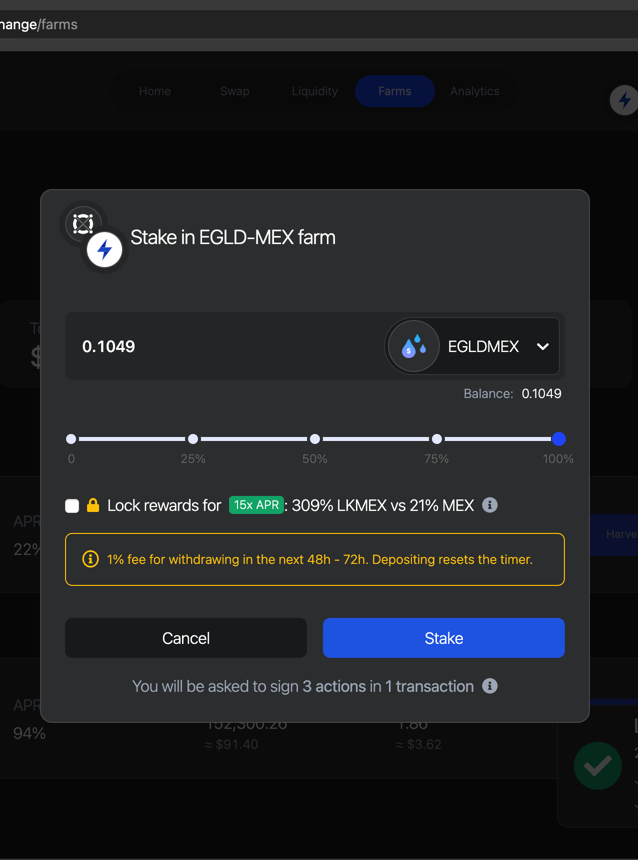 hange/farms
Home Swap Liquidity Farms Analytics
Stake in EGLD-MEX farm
0.1049 EGLDMEX
Balance: 0.1049
0 25% 50% 75% 100%
Lock rewards for 15x APR : 309% LKMEX vs 21% MEX
APR
22% Harve
1% fee for withdrawing in the next 48h - 72h. Depositing resets the timer.
Cancel Stake
You will be asked to sign 3 actions in 1 transaction
APR
152,300.26 1.86
94%
≈ $91.40 ≈ $3.62